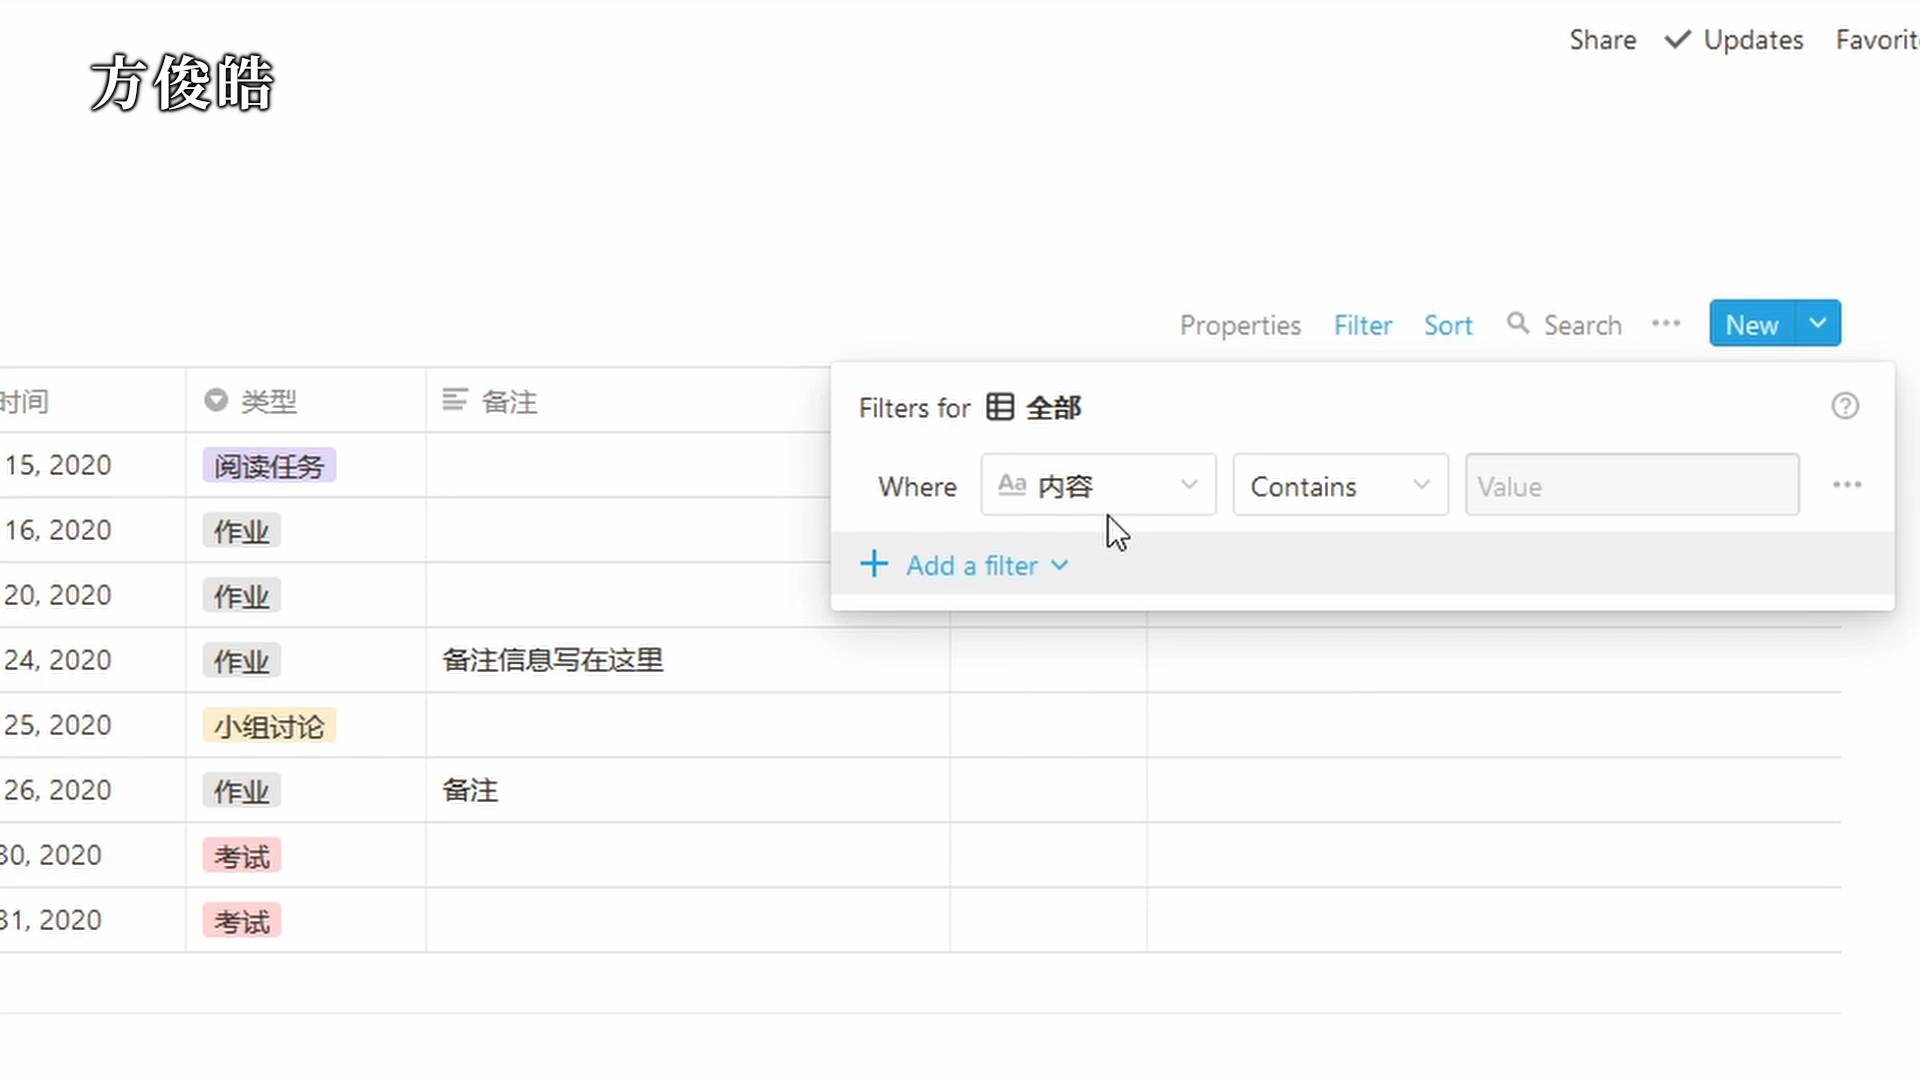 Share ✓ Updates Favorit
方俊皓
Properties Filter Sort Search ••• New
时间 类型 备注
Filters for 全部
Where Aa 内容 Contains Value •••
+ Add a filter
15, 2020 阅读任务
16, 2020 作业
20, 2020 作业
24, 2020 作业 备注信息写在这里
25, 2020 小组讨论
26, 2020 作业 备注
30, 2020 考试
31, 2020 考试